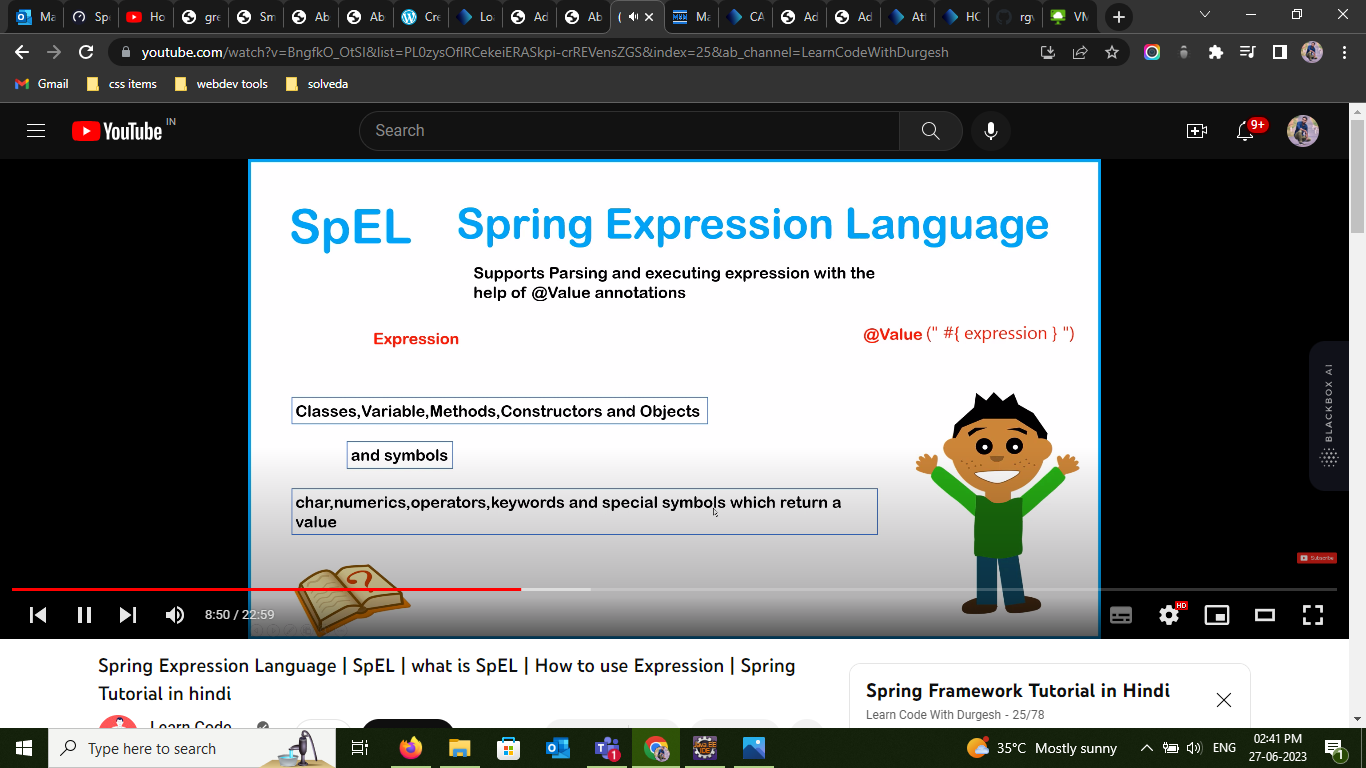 Ma
Sp
Ho
gre
Sm
Ab
Ab
Cre
Lo
Ad
Ab
(
Ma
CA
Ad
Ad
Att
HC
rg
VM
youtube.com/watch?v=BngfkO_OtSI&list=PL0zysOflRCekeiERASkpi-crREVensZGS&index=25&ab_channel=LearnCodeWithDurgesh
Gmail
css items
webdev tools
solveda
YouTube IN
Search
9+
SpEL Spring Expression Language
Supports Parsing and executing expression with the
help of @Value annotations
Expression
@Value (" #{ expression } ")
Classes,Variable,Methods,Constructors and Objects
and symbols
char,numerics,operators,keywords and special symbols which return a
value
BLACKBOX AI
Subscribe
8:50 / 22:59
HD
Spring Expression Language | SpEL | what is SpEL | How to use Expression | Spring
Tutorial in hindi
Learn Code
Spring Framework Tutorial in Hindi
Learn Code With Durgesh - 25/78
Type here to search
35°C Mostly sunny
ENG
02:41 PM
27-06-2023
1